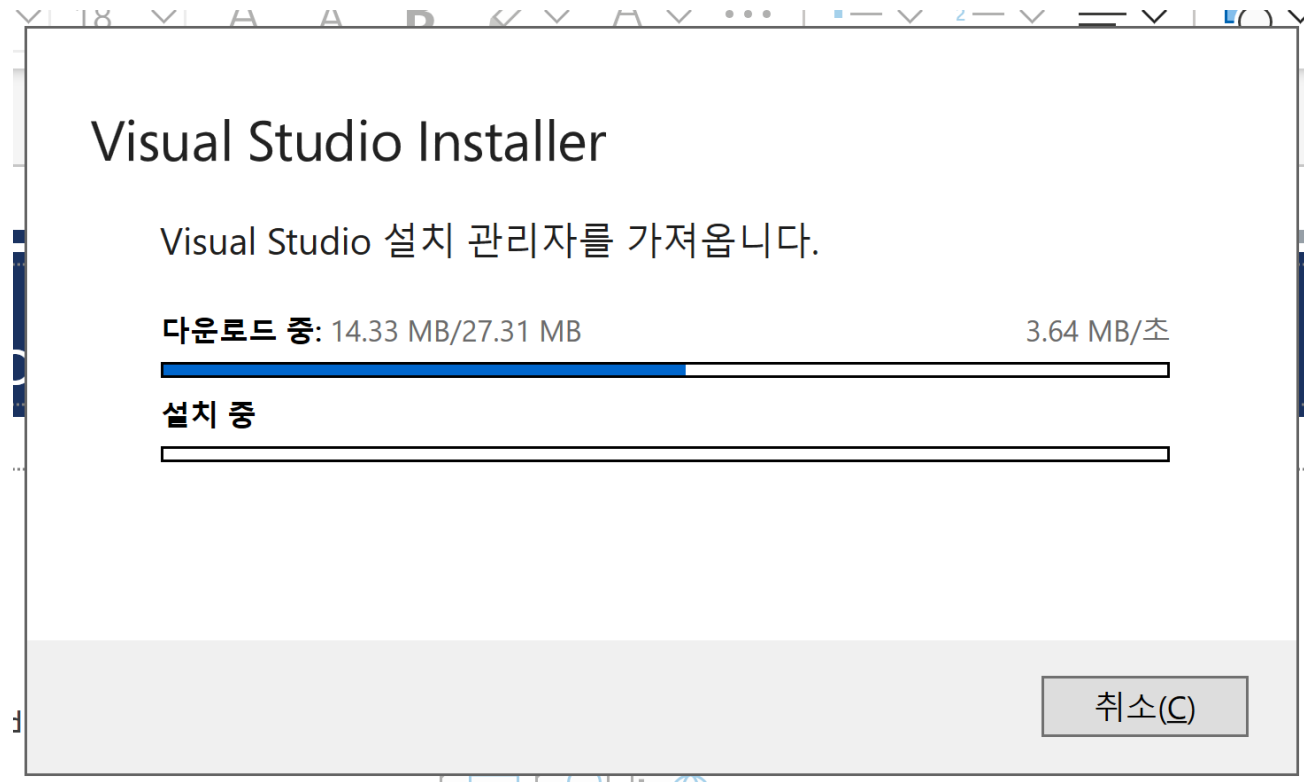 18 A A B A
Visual Studio Installer
Visual Studio 설치 관리자를 가져옵니다.
다운로드 중: 14.33 MB/27.31 MB 3.64 MB/초
설치 중
취소(C)